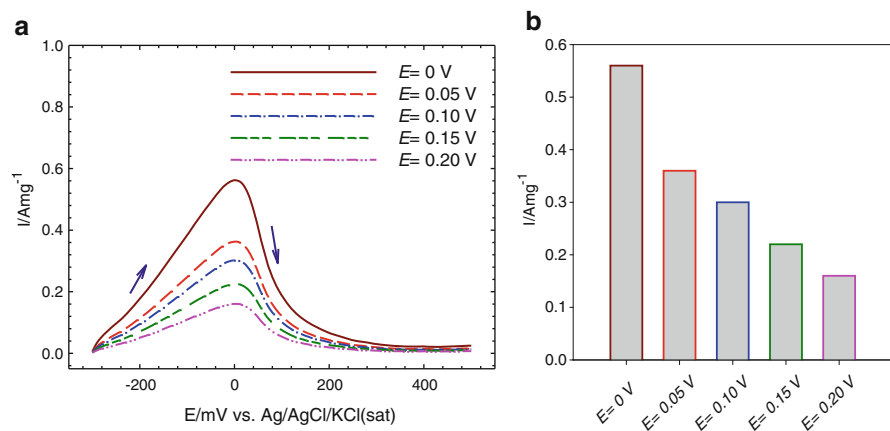 a
1.0
0.8
0.6
0.4
0.2
0.0
I/Amg-1
E= 0 V
E= 0.05 V
E= 0.10 V
E= 0.15 V
E= 0.20 V
-200 0 200 400
E/mV vs. Ag/AgCl/KCl(sat)
b
0.6
0.5
0.4
0.3
0.2
0.1
0.0
I/Amg-1
E= 0 V
E= 0.05 V
E= 0.10 V
E= 0.15 V
E= 0.20 V